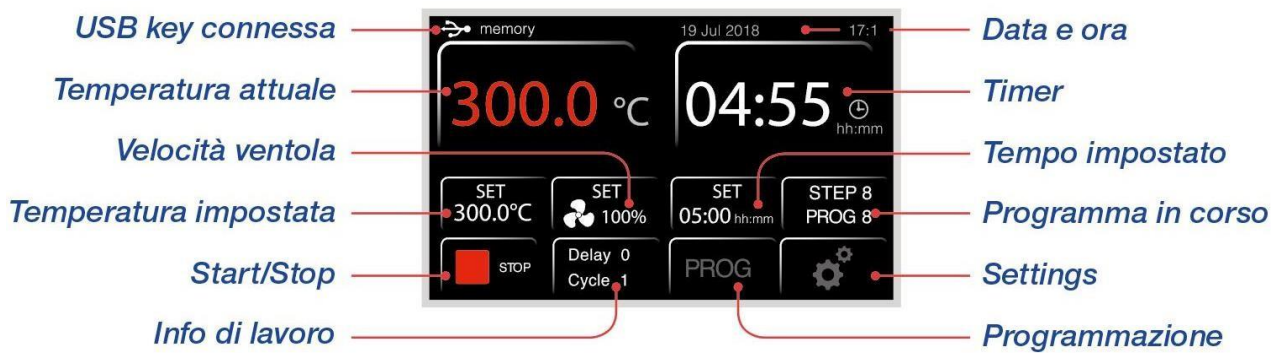 USB key connessa
memory
19 Jul 2018
17:1
Data e ora
Temperatura attuale
300.0 °C
04:55
hh:mm
Timer
Velocità ventola
Tempo impostato
Temperatura impostata
SET
300.0°C
SET
100%
SET
05:00 hh:mm
STEP 8
PROG 8
Programma in corso
Start/Stop
STOP
Delay 0
Cycle 1
PROG
Settings
Info di lavoro
Programmazione